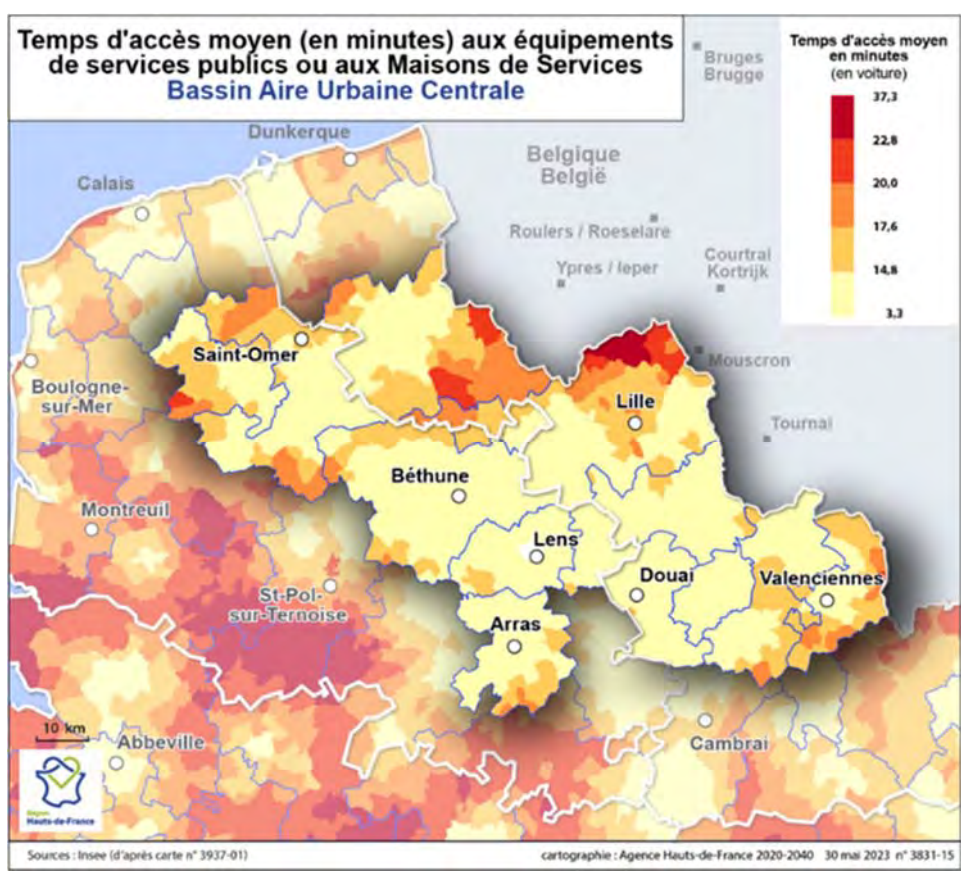 Temps d'accès moyen (en minutes) aux équipements
de services publics ou aux Maisons de Services
Bassin Aire Urbaine Centrale
Temps d'accès moyen
en minutes
(en voiture)
37,3
22,8
20,0
17,6
14,8
3,3
Bruges
Brugge
Dunkerque
Belgique
België
Calais
Roulers / Roeselare
Ypres / Ieper
Courtral
Kortrijk
Saint-Omer
Mouscron
Boulogne-
sur-Mer
Lille
Tournai
Béthune
Montreuil
Lens
St-Pol-
sur-Ternoise
Douai
Valenciennes
Arras
10 km
Abbeville
Cambrai
Région
Hauts-de-France
Sources : Insee (d'après carte n° 3937-01)
cartographie : Agence Hauts-de-France 2020-2040 30 mai 2023 n° 3831-15